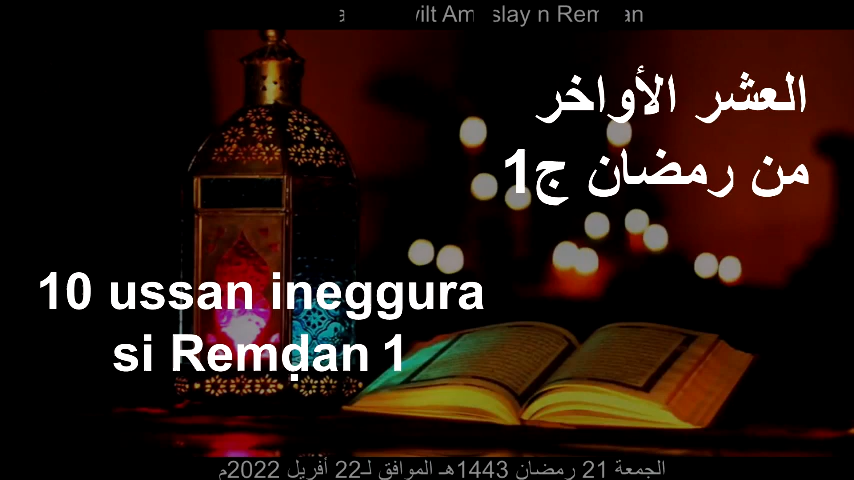 العشر الأواخر
من رمضان ج1
10 ussan ineggura
si Remḍan 1
الجمعة 21 رمضان 1443هـ الموافق لـ22 أفريل 2022م